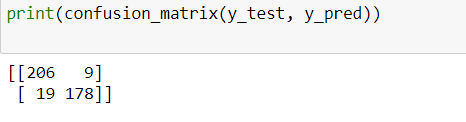 print(confusion_matrix(y_test, y_pred))
[[206   9]
 [ 19 178]]